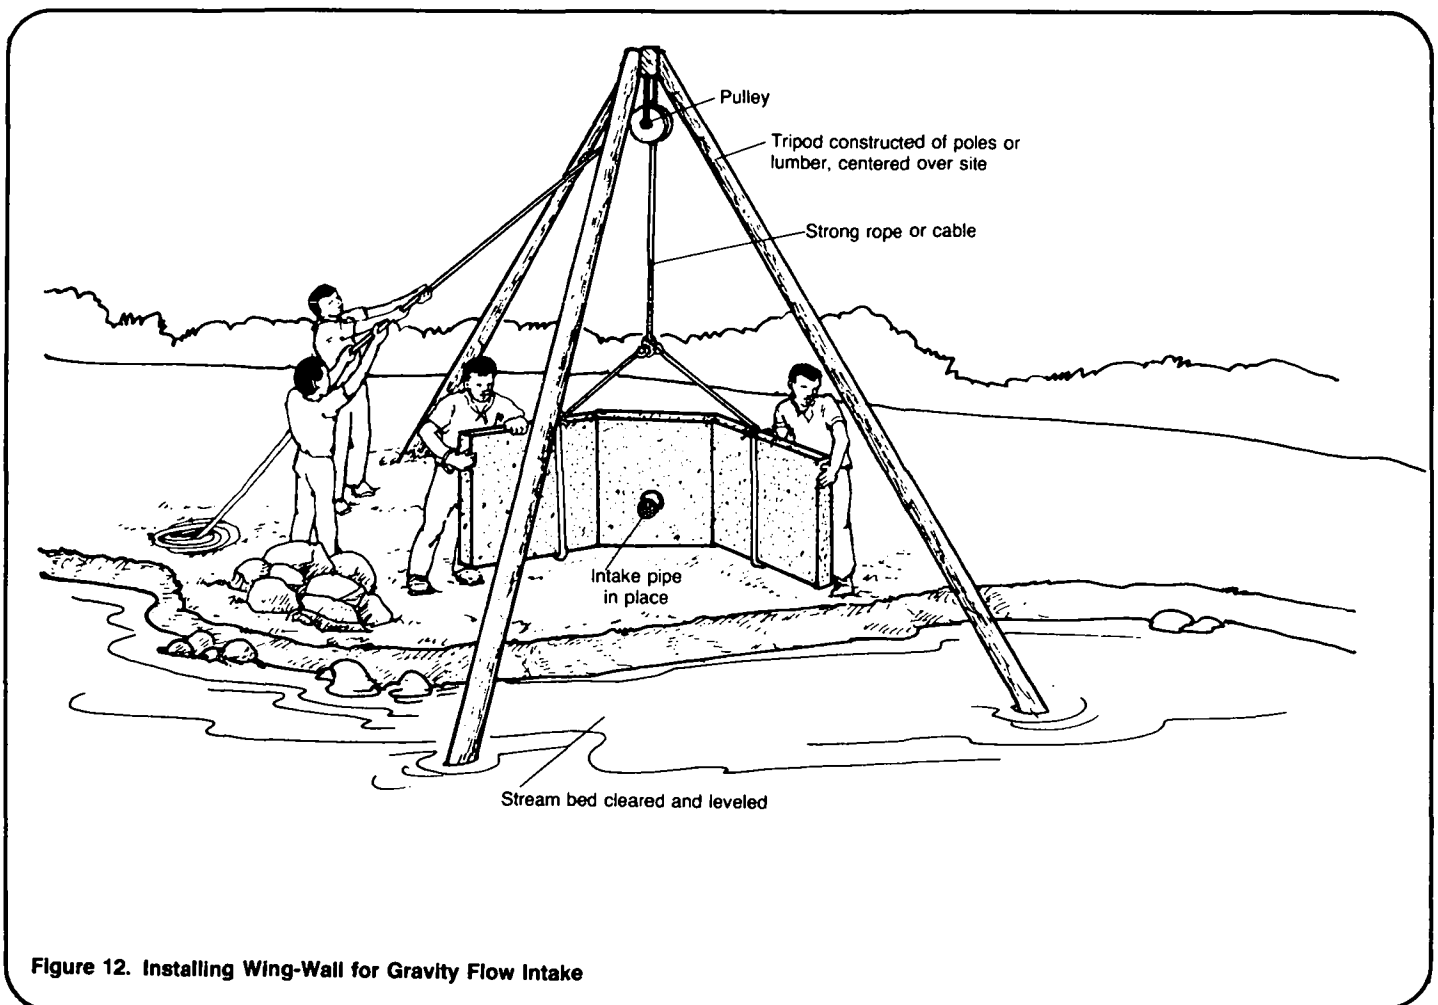 Pulley
Tripod constructed of poles or
lumber, centered over site
Strong rope or cable
Intake pipe
in place
Stream bed cleared and leveled
Figure 12. Installing Wing-Wall for Gravity Flow Intake